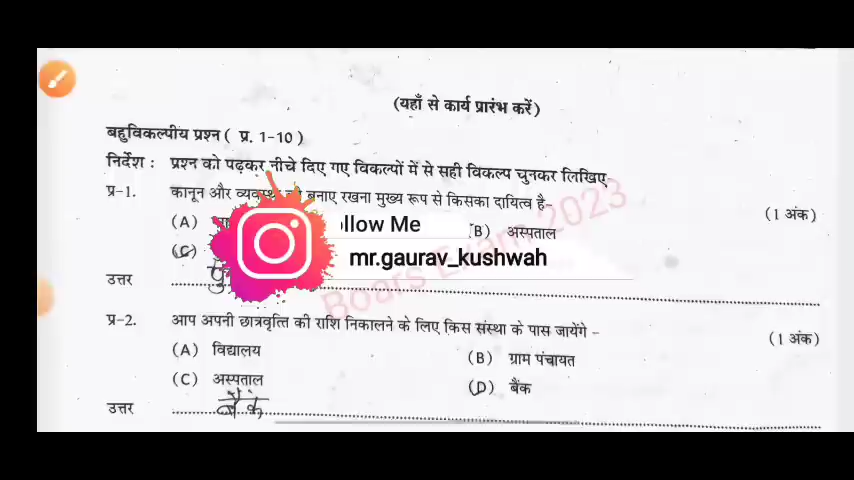 (यहाँ से कार्य प्रारंभ करें)
बहुविकल्पीय प्रश्न ( प्र. 1-10 )
निर्देश : प्रश्न को पढ़कर नीचे दिए गए विकल्पों में से सही विकल्प चुनकर लिखिए
प्र-1. कानून और बनाए रखना मुख्य रूप से किसका दायित्व है- (1 अंक)
(A) (B) अस्पताल
(C)
उत्तर
llow Me
mr.gaurav_kushwah
Boars Exam 2023
प्र-2. आप अपनी छात्रवृत्ति की राशि निकालने के लिए किस संस्था के पास जायेंगे - (1 अंक)
(A) विद्यालय (B) ग्राम पंचायत
(C) अस्पताल (D) बैंक
उत्तर बैंक